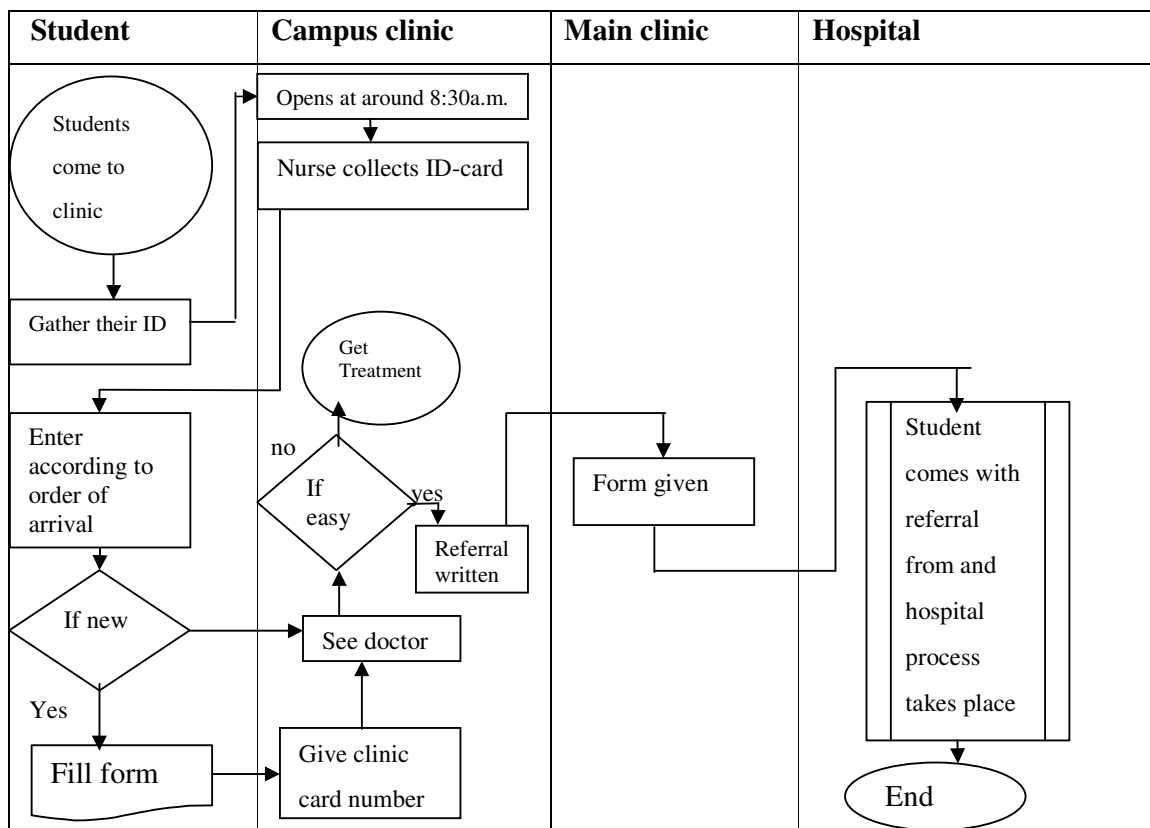 Student
Campus clinic
Main clinic
Hospital
Students
come to
clinic
Opens at around 8:30a.m.
Nurse collects ID-card
Gather their ID
Get
Treatment
Enter
according to
order of
arrival
no
If
easy
yes
Referral
written
Form given
Student
comes with
referral
from and
hospital
process
takes place
If new
See doctor
Yes
Fill form
Give clinic
card number
End